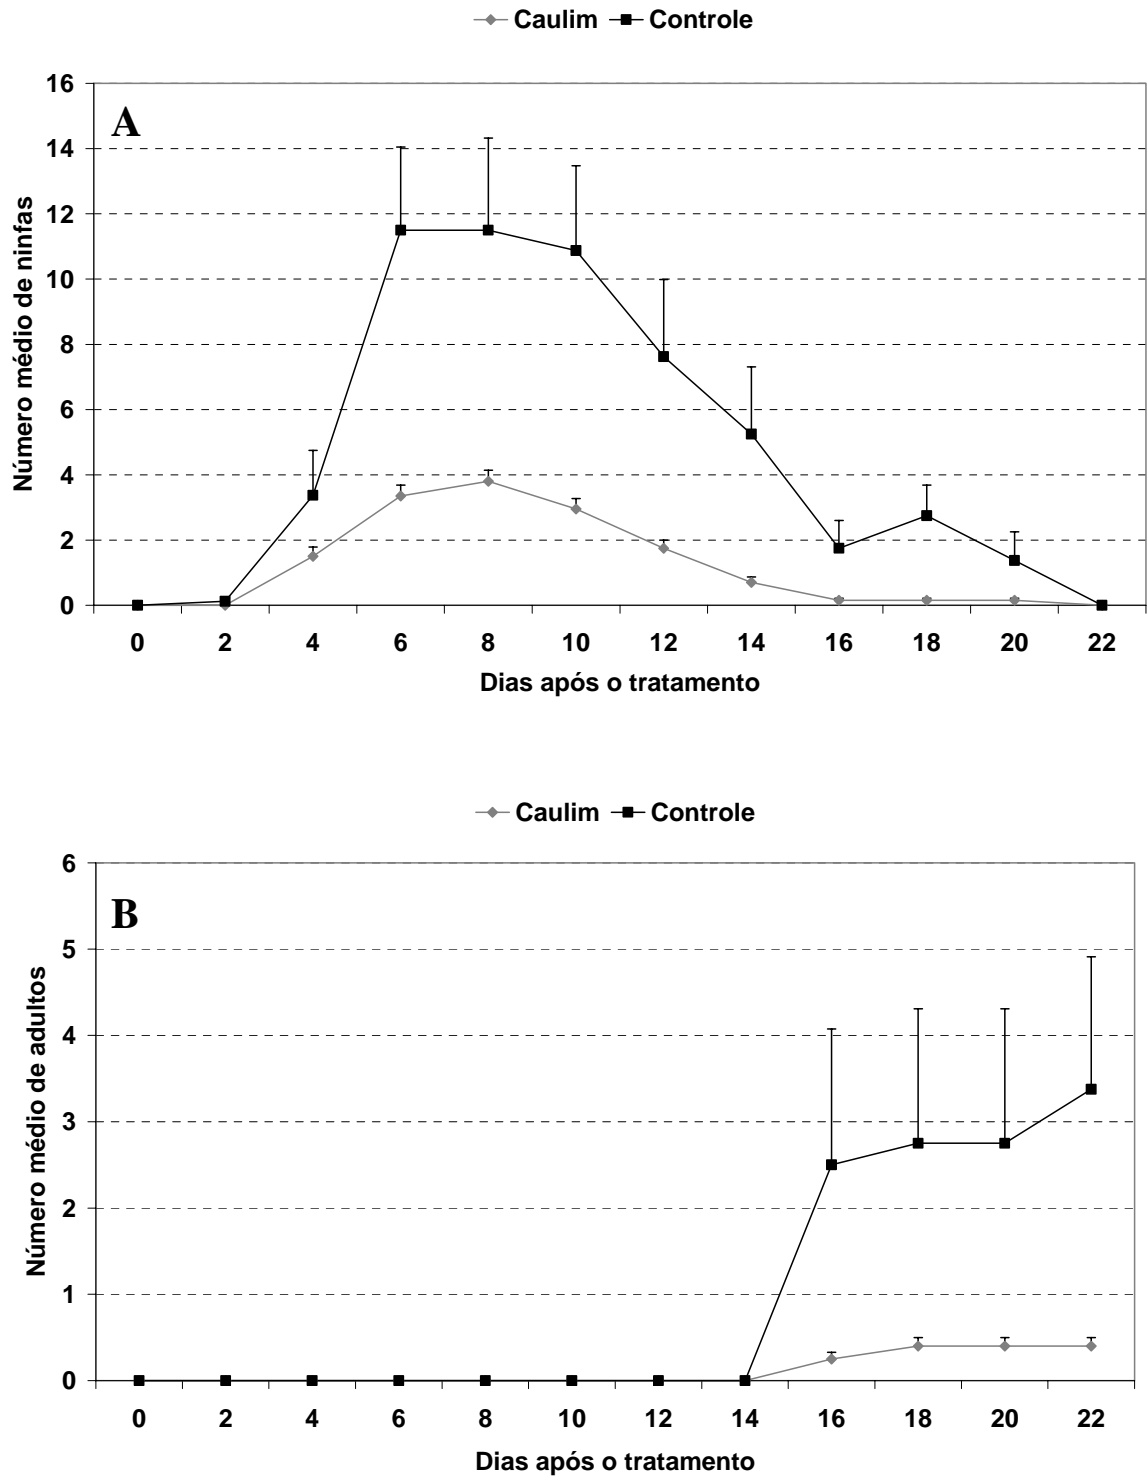 Caulim Controle
16
A
14
12
10
8
6
4
2
0
Número médio de ninfas
0 2 4 6 8 10 12 14 16 18 20 22
Dias após o tratamento
Caulim Controle
6
B
5
4
3
2
1
0
Número médio de adultos
0 2 4 6 8 10 12 14 16 18 20 22
Dias após o tratamento